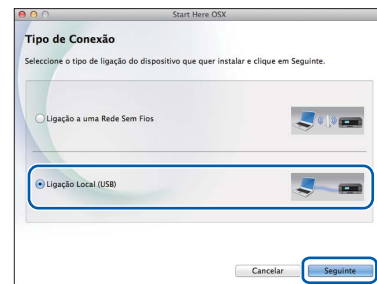 Start Here OSX
Tipo de Conexão
Seleccione o tipo de ligação do dispositivo que quer instalar e clique em Seguinte.
Ligação a uma Rede Sem Fios
Ligação Local (USB)
Cancelar
Seguinte